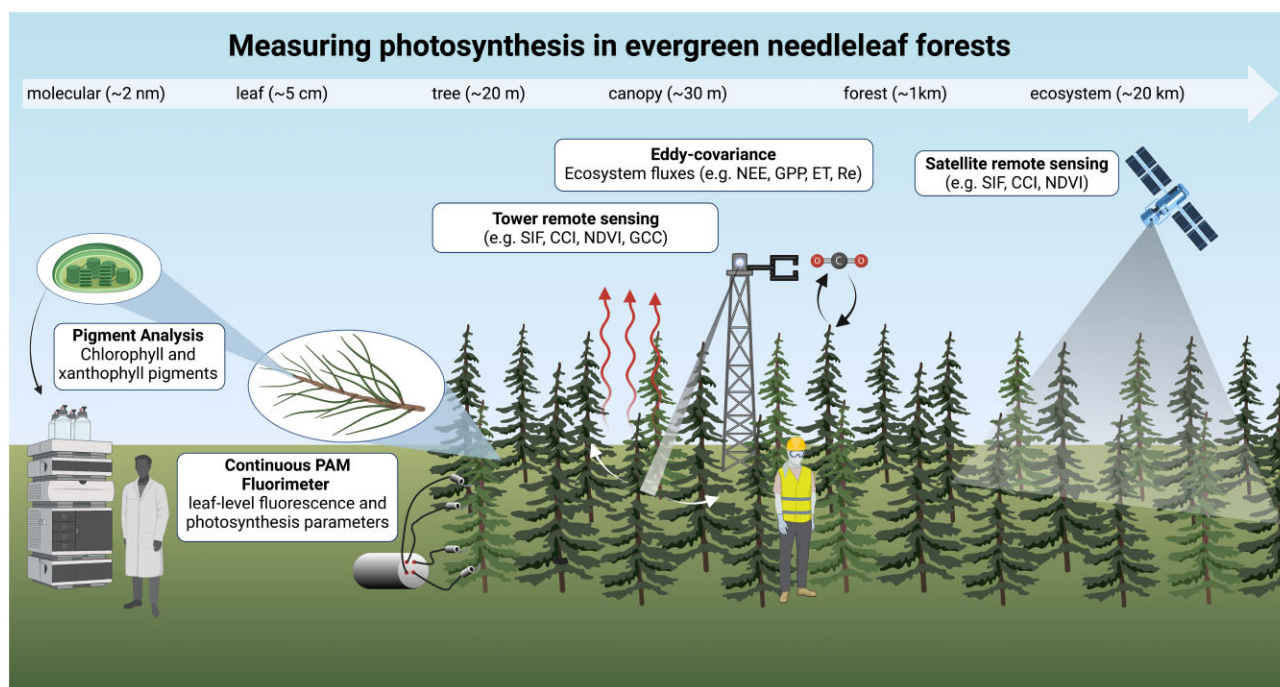 Measuring photosynthesis in evergreen needleleaf forests
molecular (~2 nm)
leaf (~5 cm)
tree (~20 m)
canopy (~30 m)
forest (~1km)
ecosystem (~20 km)
Eddy-covariance
Ecosystem fluxes (e.g. NEE, GPP, ET, Re)
Satellite remote sensing
(e.g. SIF, CCI, NDVI)
Tower remote sensing
(e.g. SIF, CCI, NDVI, GCC)
O C O
Pigment Analysis
Chlorophyll and
xanthophyll pigments
Continuous PAM
Fluorimeter
leaf-level fluorescence and
photosynthesis parameters